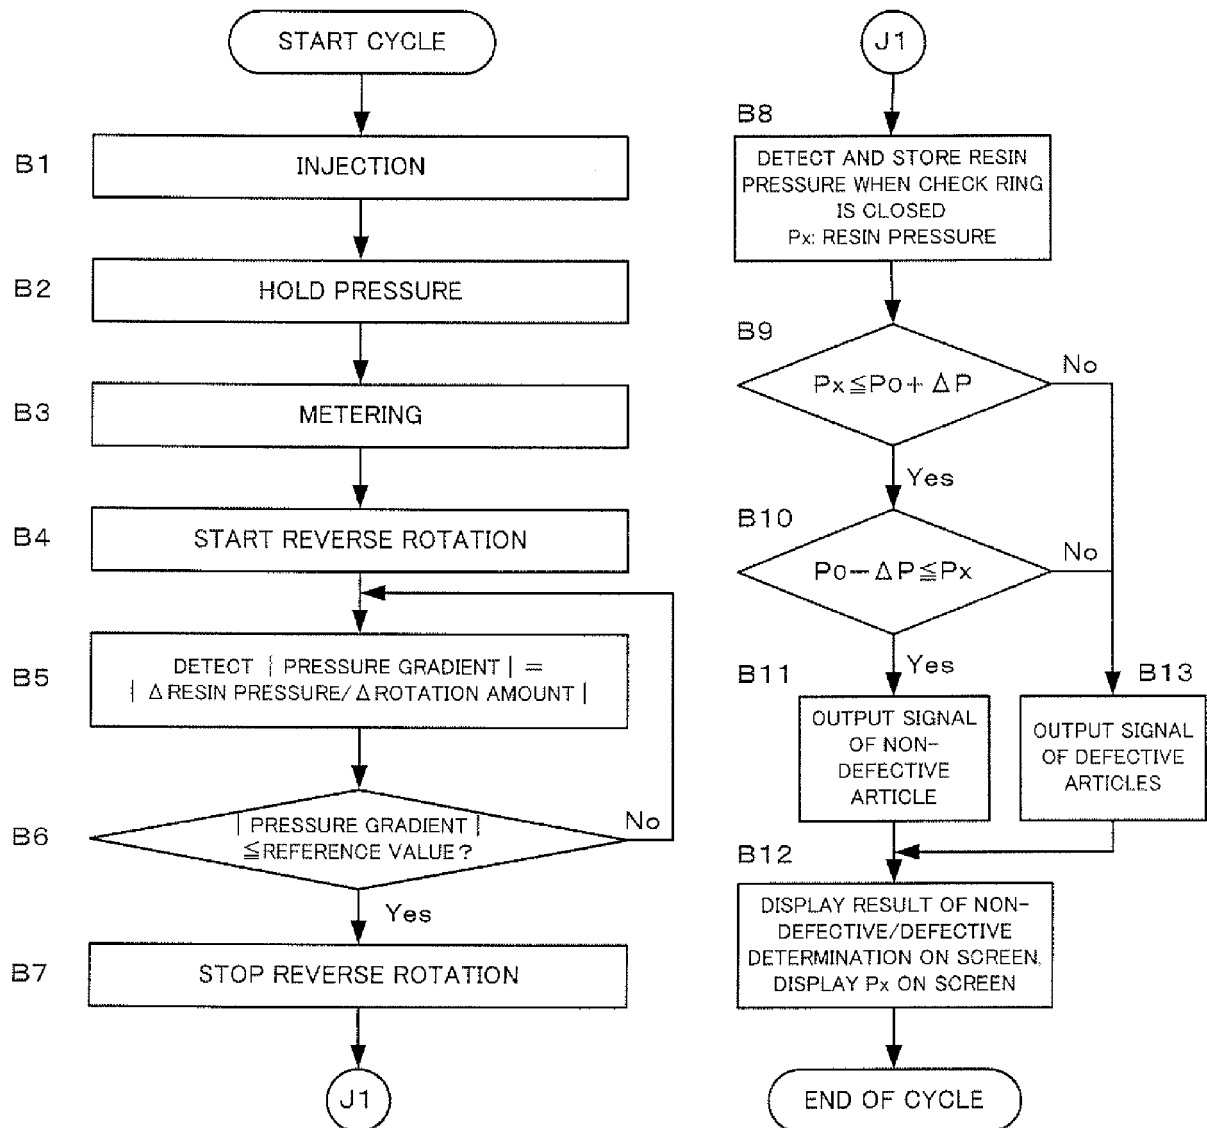 START CYCLE
B1
INJECTION
B2
HOLD PRESSURE
B3
METERING
B4
START REVERSE ROTATION
B5
DETECT | PRESSURE GRADIENT | =
| ΔRESIN PRESSURE/ΔROTATION AMOUNT |
B6
| PRESSURE GRADIENT |
≦REFERENCE VALUE?
No
Yes
B7
STOP REVERSE ROTATION
J1
J1
B8
DETECT AND STORE RESIN
PRESSURE WHEN CHECK RING
IS CLOSED
Px: RESIN PRESSURE
B9
Px≦Po+ ΔP
No
Yes
B10
Po− ΔP≦Px
No
Yes
B11
OUTPUT SIGNAL
OF NON-
DEFECTIVE
ARTICLE
B13
OUTPUT SIGNAL
OF DEFECTIVE
ARTICLES
B12
DISPLAY RESULT OF NON-
DEFECTIVE/DEFECTIVE
DETERMINATION ON SCREEN,
DISPLAY Px ON SCREEN
END OF CYCLE